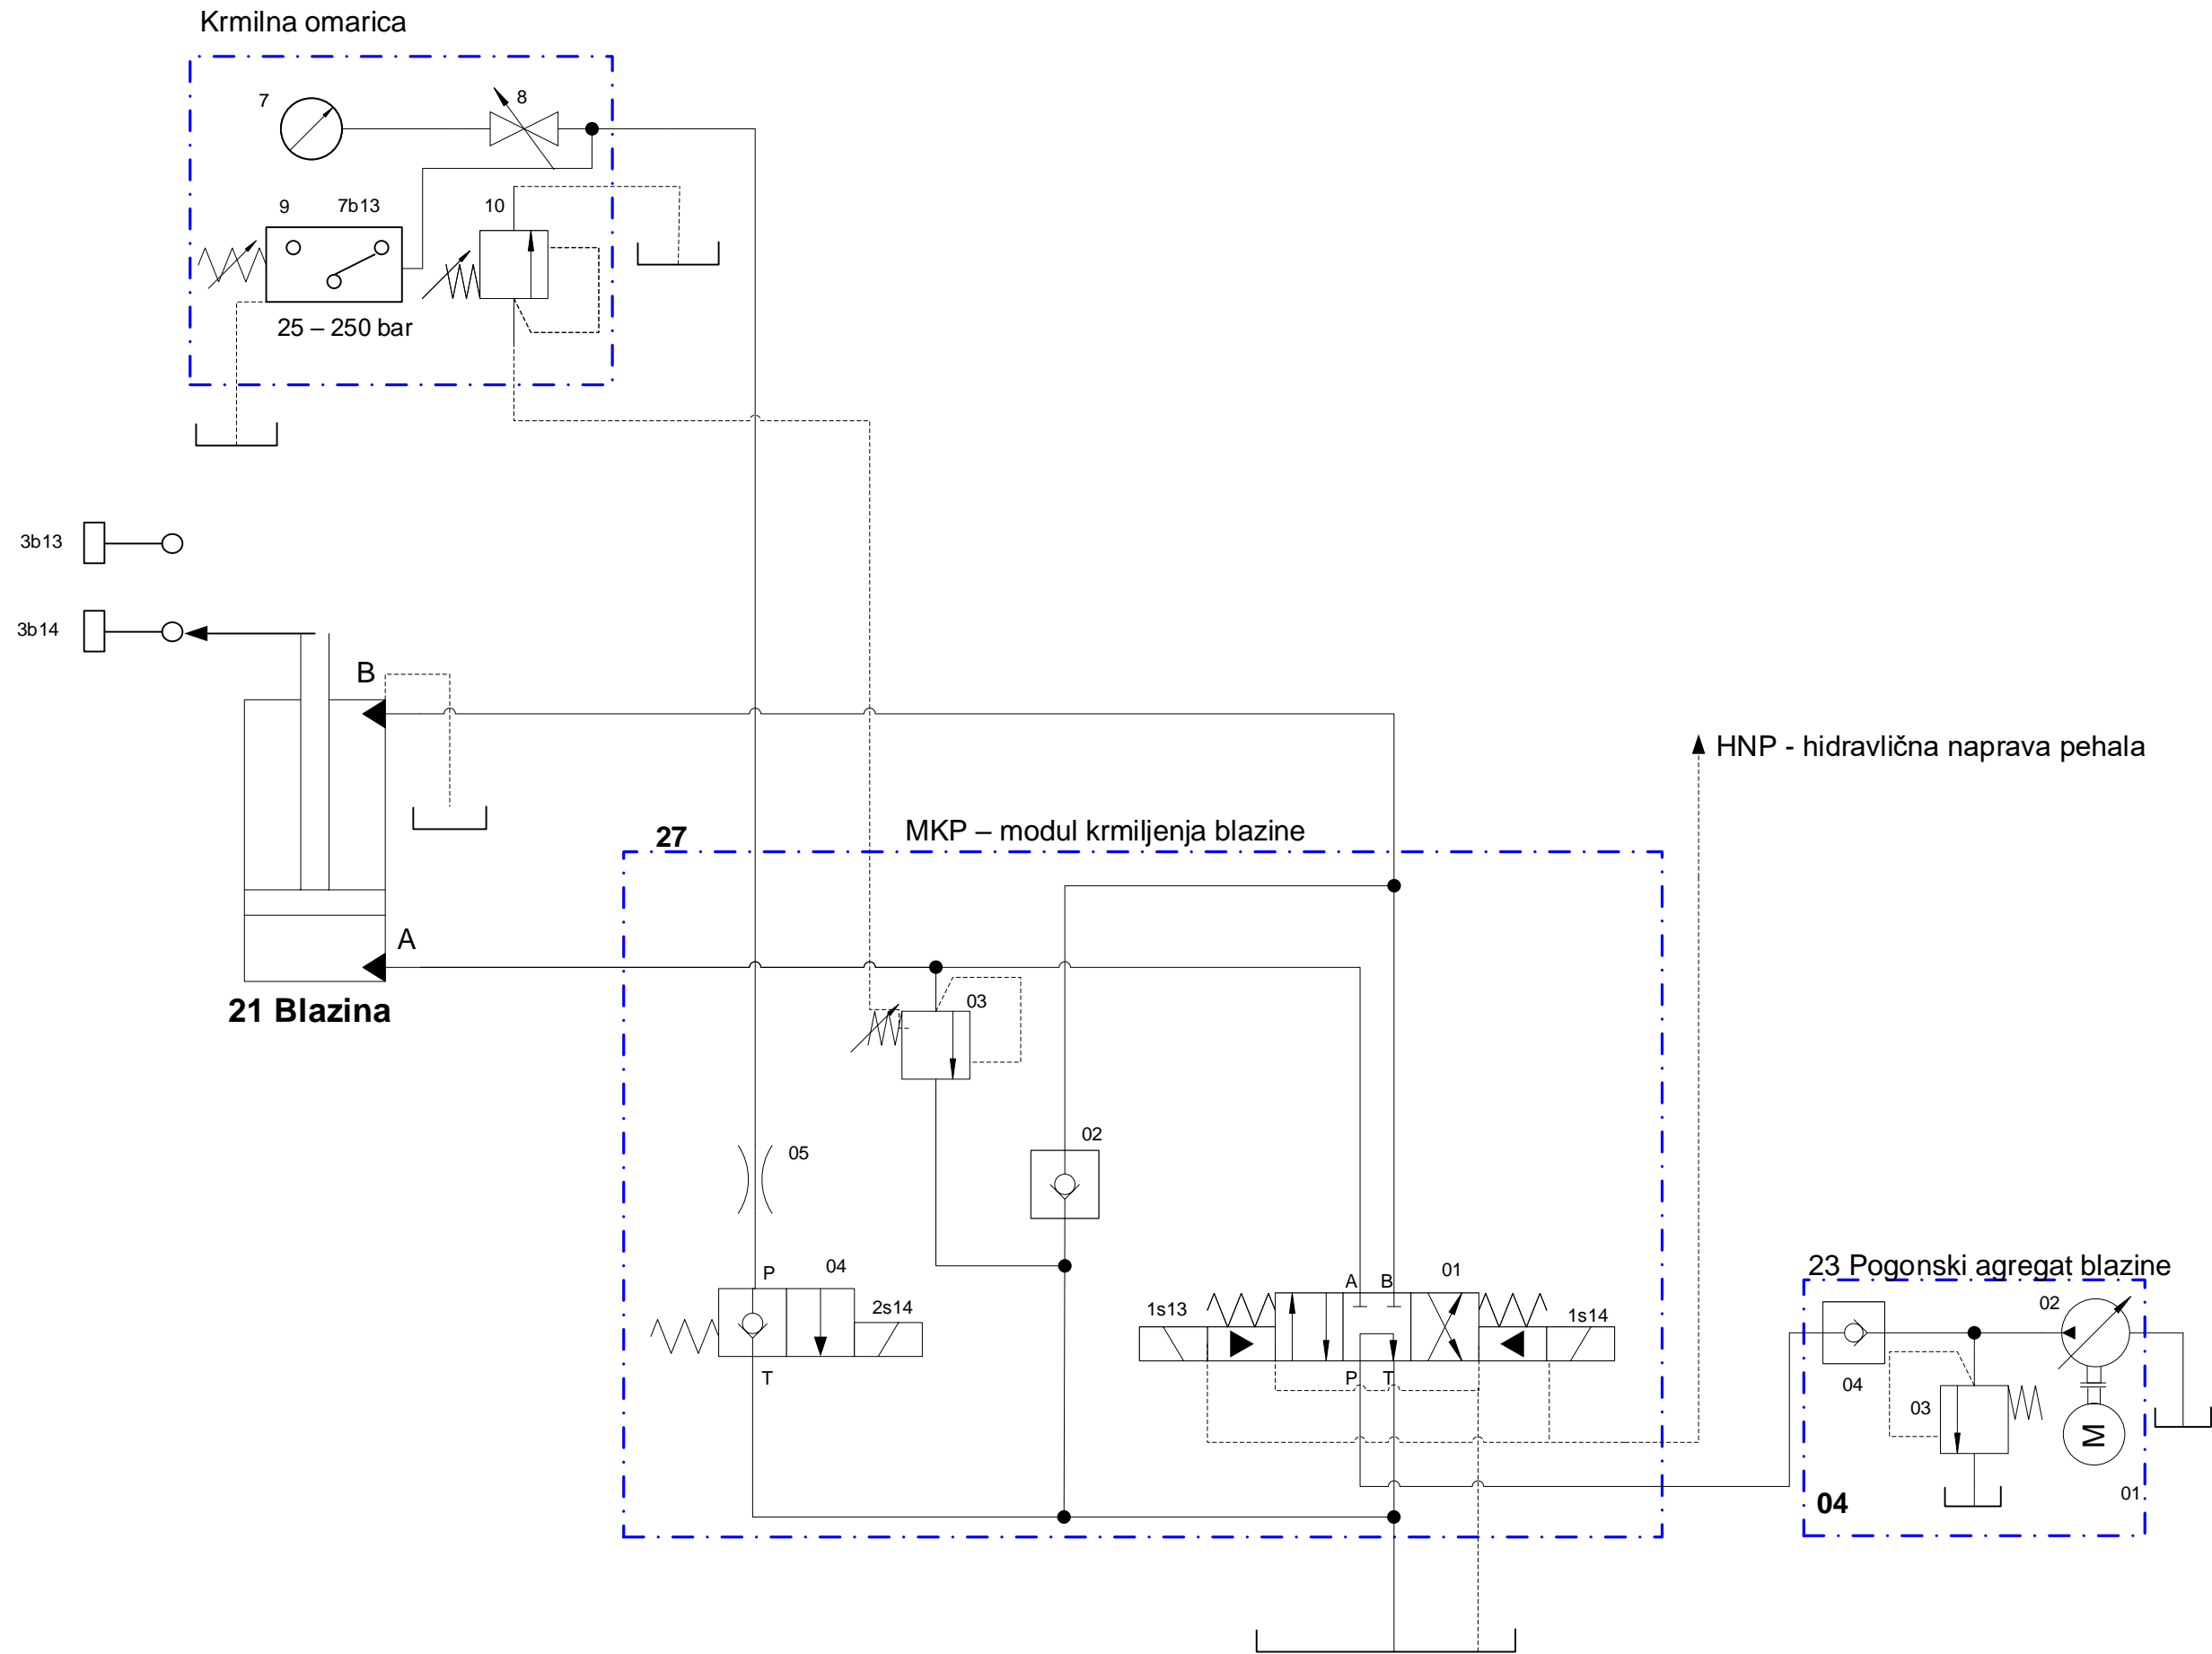 Krmilna omarica
7
8
9
7b13
10
25 – 250 bar
3b13
3b14
B
A
21 Blazina
HNP - hidravlična naprava pehala
27
MKP – modul krmiljenja blazine
03
02
05
P
04
2s14
T
1s13
A
B
01
1s14
P
T
23 Pogonski agregat blazine
02
04
03
M
04
01